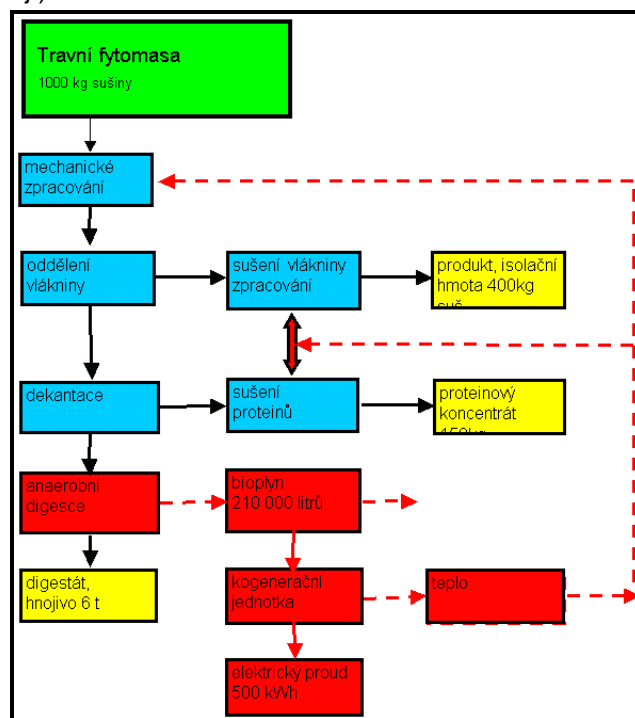 Travní fytomasa
1000 kg sušiny
mechanické
zpracování
oddělení
vlákniny
sušení vlákniny
zpracování
produkt, isolační
hmota 400kg
dekantace
sušení
proteinů
proteinový
koncentrát
anaerobní
digesce
bioplyn
210 000 litrů
digestát,
hnojivo 6 t
kogenerační
jednotka
teplo
elektrický proud
500 kWh